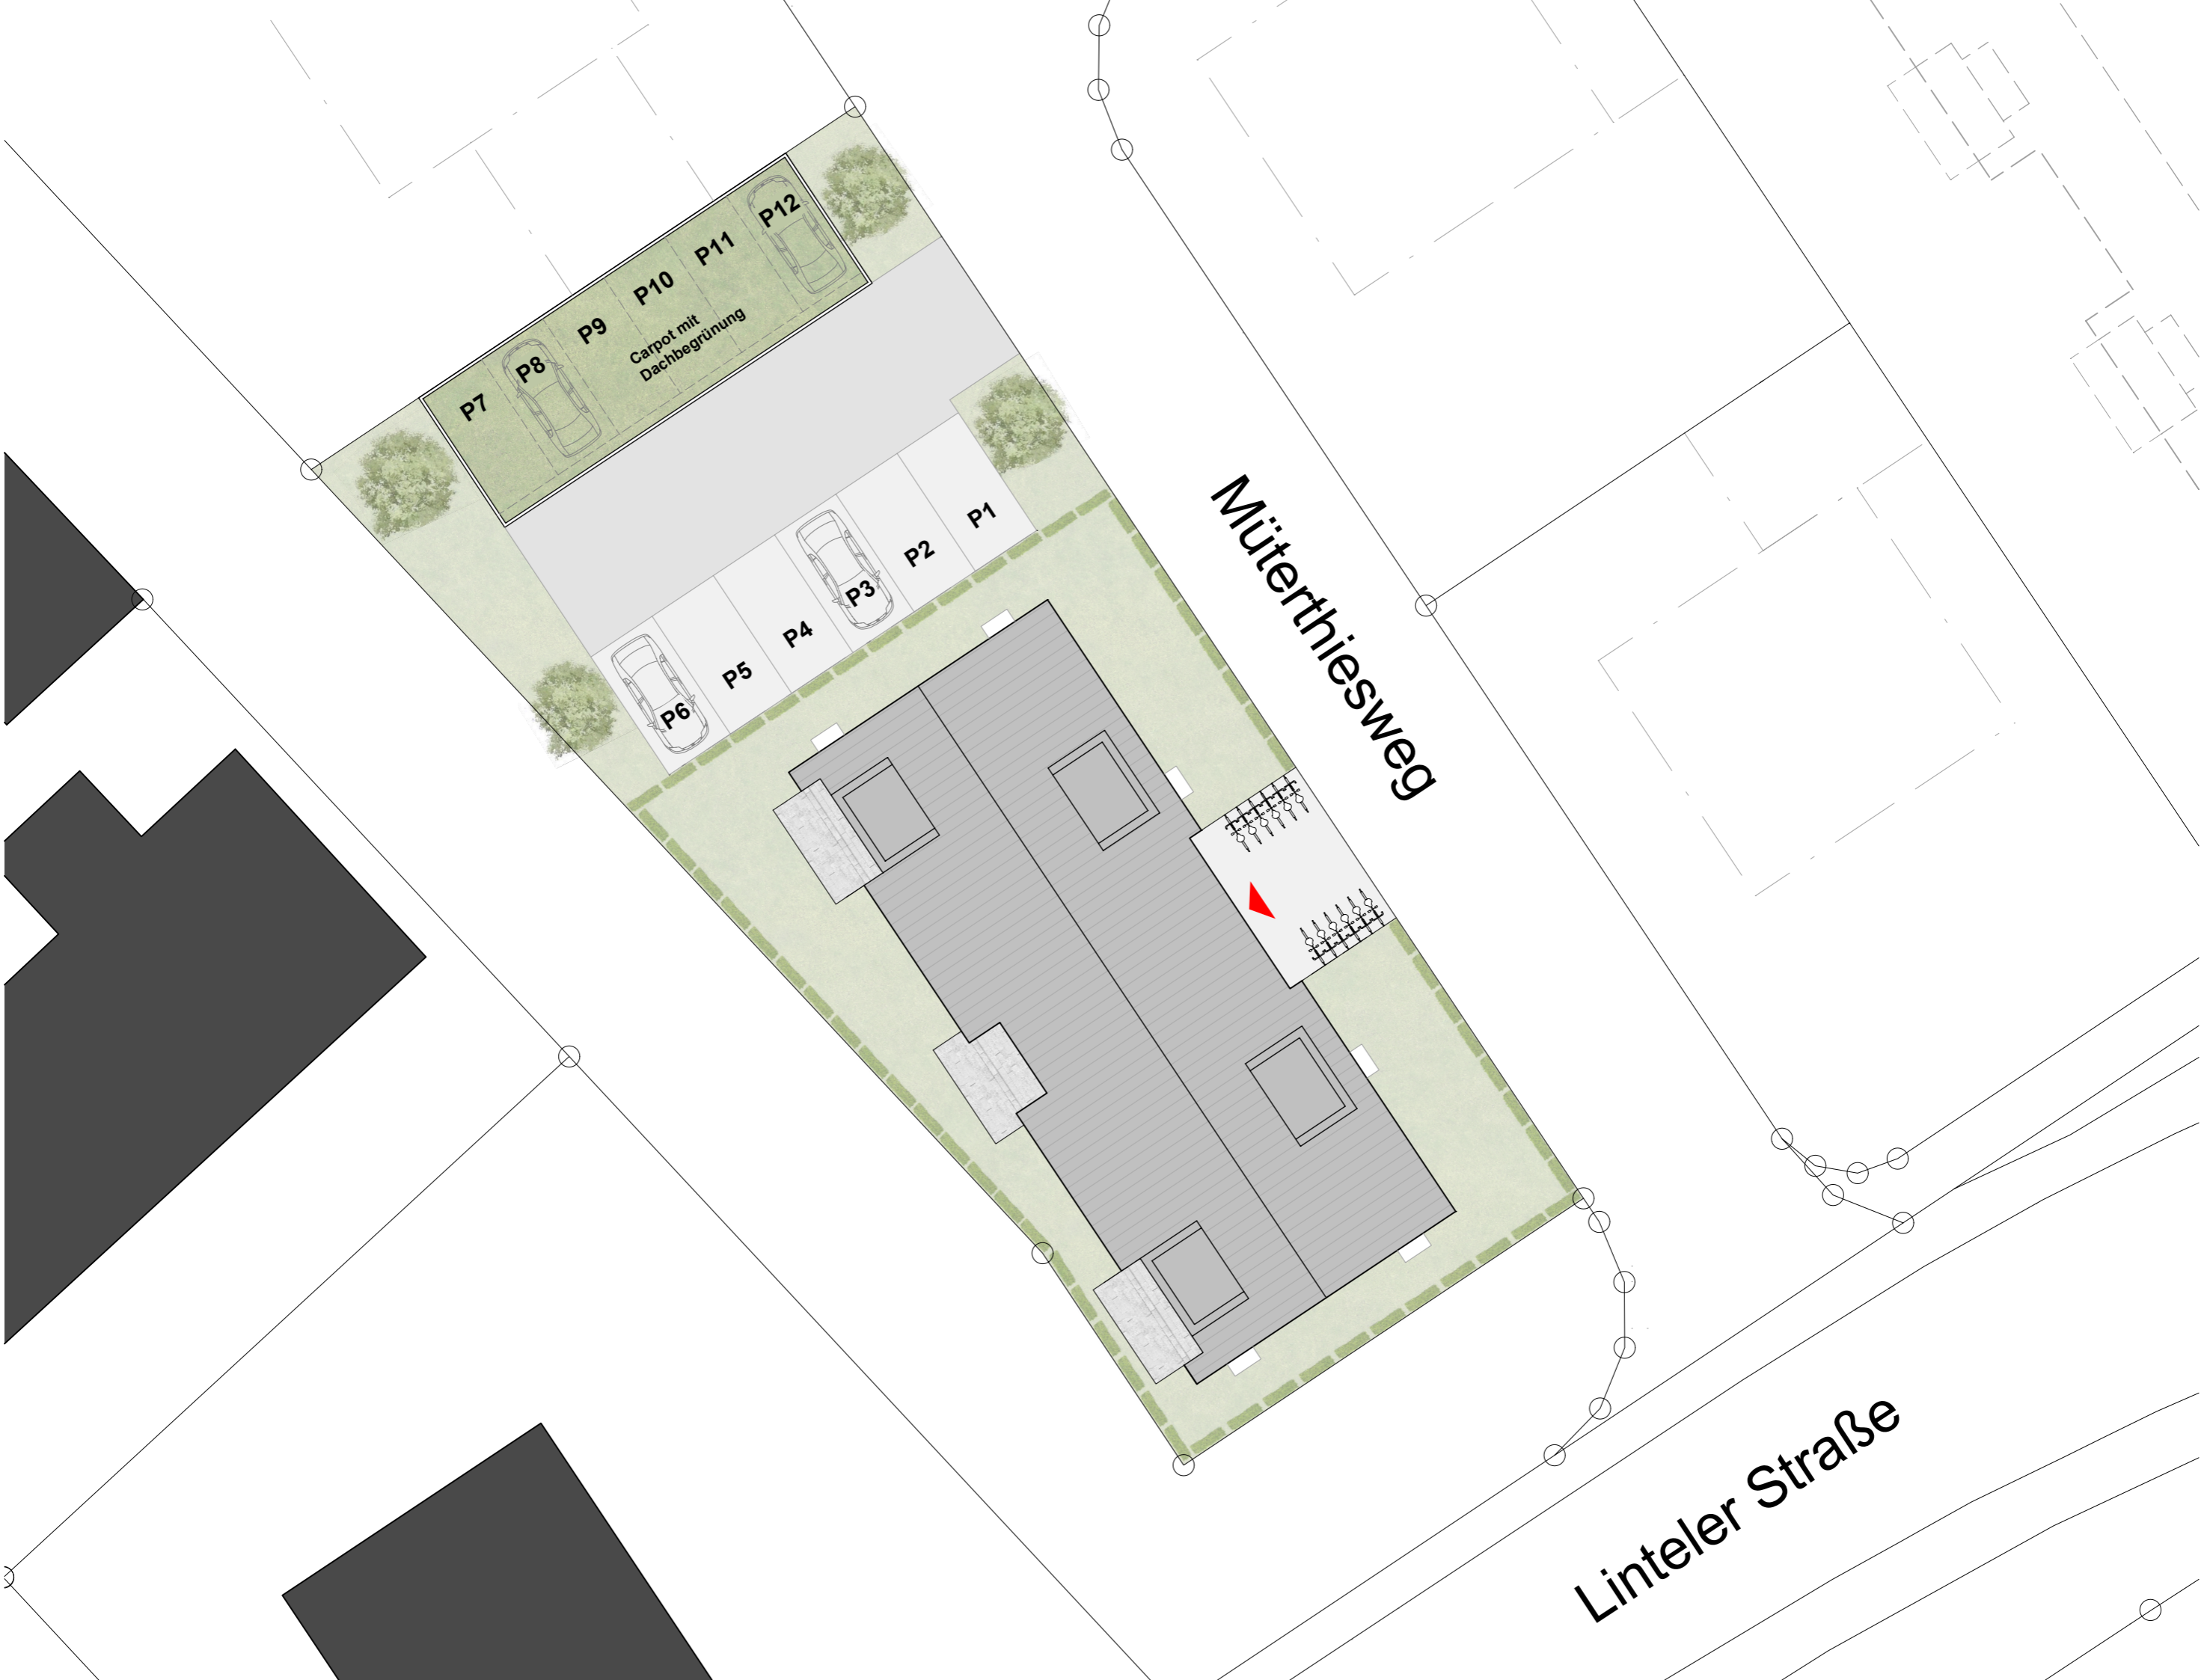 P12
P11
P10
P9
P8
P7
Carpot mit
Dachbegrünung
P1
P2
P3
P4
P5
P6
Müterthiesweg
Linteler Straße